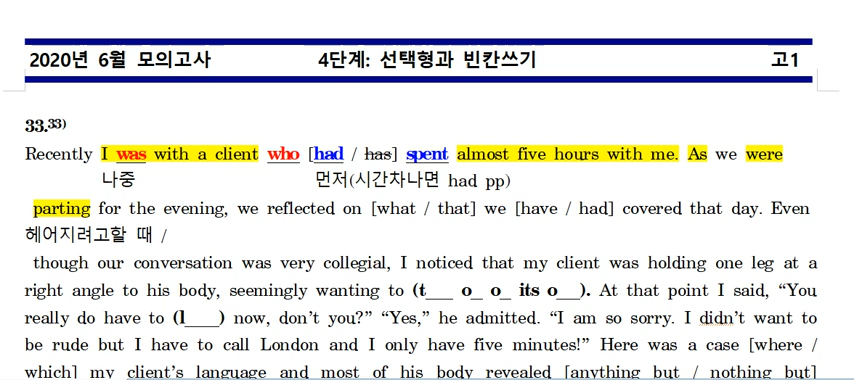 2020년 6월 모의고사 4단계: 선택형과 빈칸쓰기 고1
33.33)
Recently I was with a client who [had / has] spent almost five hours with me. As we were
나중 먼저(시간차나면 had pp)
parting for the evening, we reflected on [what / that] we [have / had] covered that day. Even
헤어지려고할 때 /
though our conversation was very collegial, I noticed that my client was holding one leg at a
right angle to his body, seemingly wanting to (t___ o_ o_ its o__). At that point I said, “You
really do have to (l____) now, don’t you?” “Yes,” he admitted. “I am so sorry. I didn’t want to
be rude but I have to call London and I only have five minutes!” Here was a case [where /
which] my client’s language and most of his body revealed [anything but / nothing but]